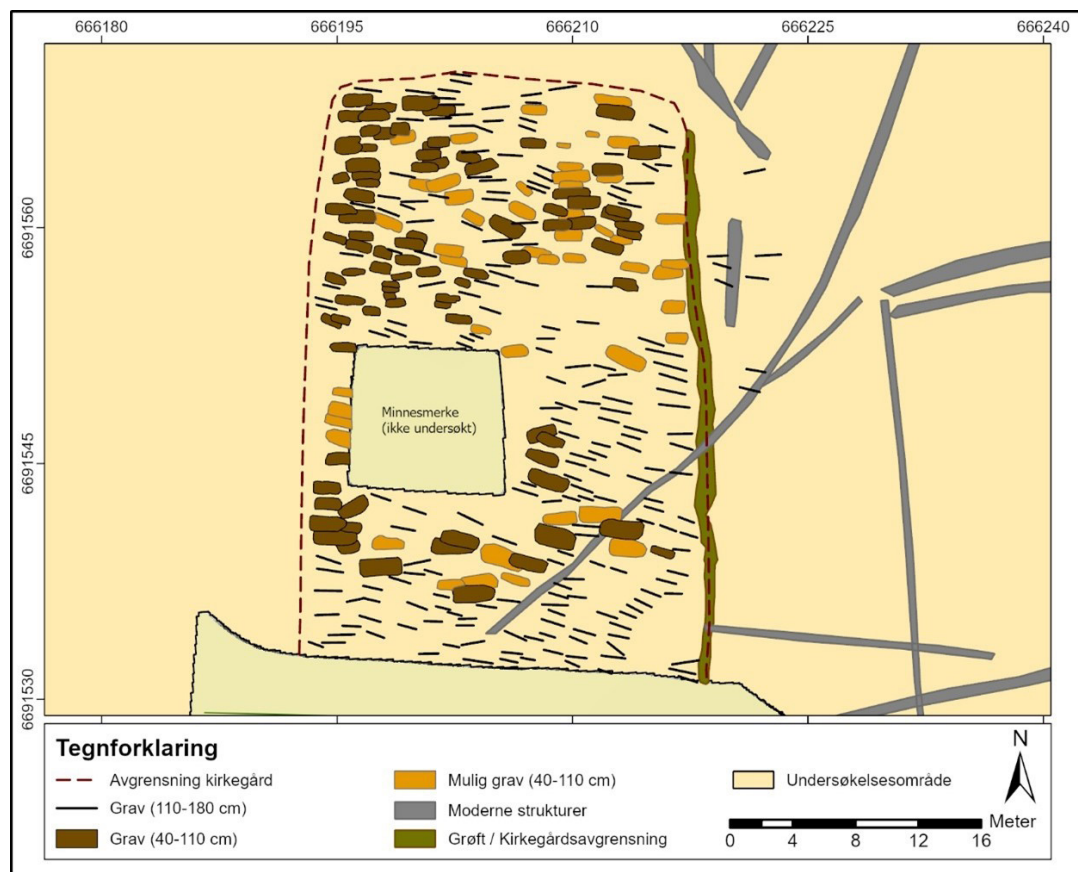 666180 666195 666210 666225 666240
6691560
6691545
6691530
Minnesmerke
(ikke undersøkt)
Tegnforklaring
Avgrensning kirkegård
Grav (110-180 cm)
Grav (40-110 cm)
Mulig grav (40-110 cm)
Moderne strukturer
Grøft / Kirkegårdsavgrensning
Undersøkelsesområde
N
Meter
0 4 8 12 16